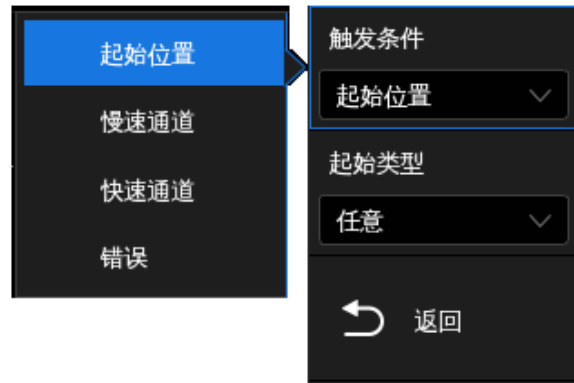 起始位置
慢速通道
快速通道
错误
触发条件
起始位置
起始类型
任意
返回